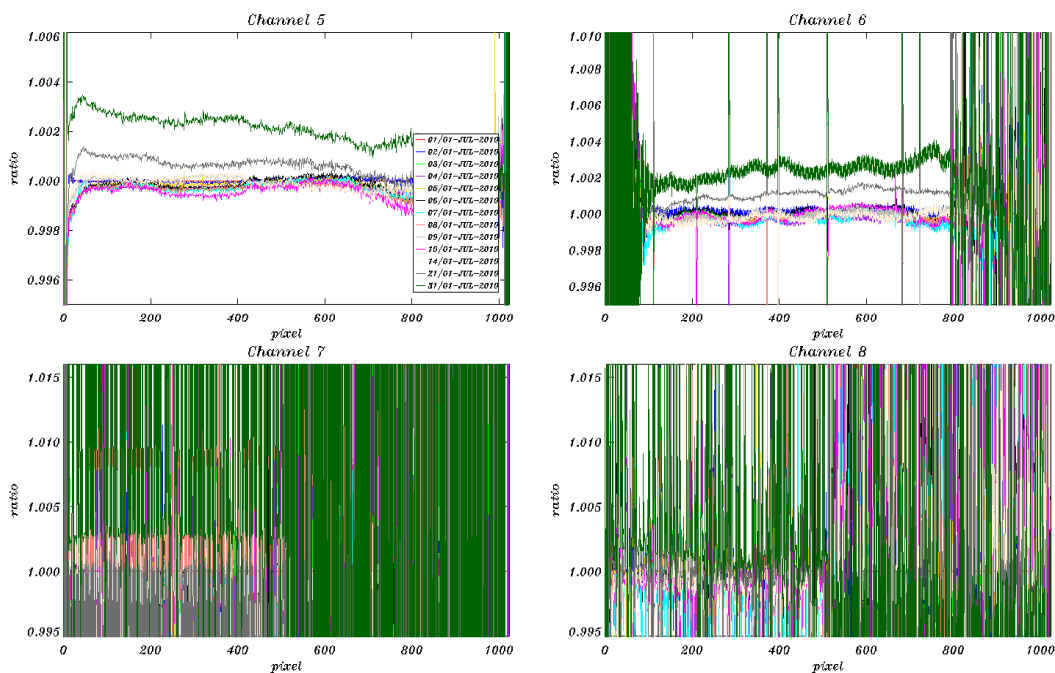 Channel 5
1.006
1.004
1.002
1.000
0.998
0.996
ratio
0 200 400 600 800 1000
pixel
01/01-JUL-2019
02/01-JUL-2019
03/01-JUL-2019
04/01-JUL-2019
05/01-JUL-2019
06/01-JUL-2019
07/01-JUL-2019
08/01-JUL-2019
09/01-JUL-2019
10/01-JUL-2019
14/01-JUL-2019
21/01-JUL-2019
31/01-JUL-2019
Channel 6
1.010
1.008
1.006
1.004
1.002
1.000
0.998
0.996
ratio
0 200 400 600 800 1000
pixel
Channel 7
1.015
1.010
1.005
1.000
0.995
ratio
0 200 400 600 800 1000
pixel
Channel 8
1.015
1.010
1.005
1.000
0.995
ratio
0 200 400 600 800 1000
pixel